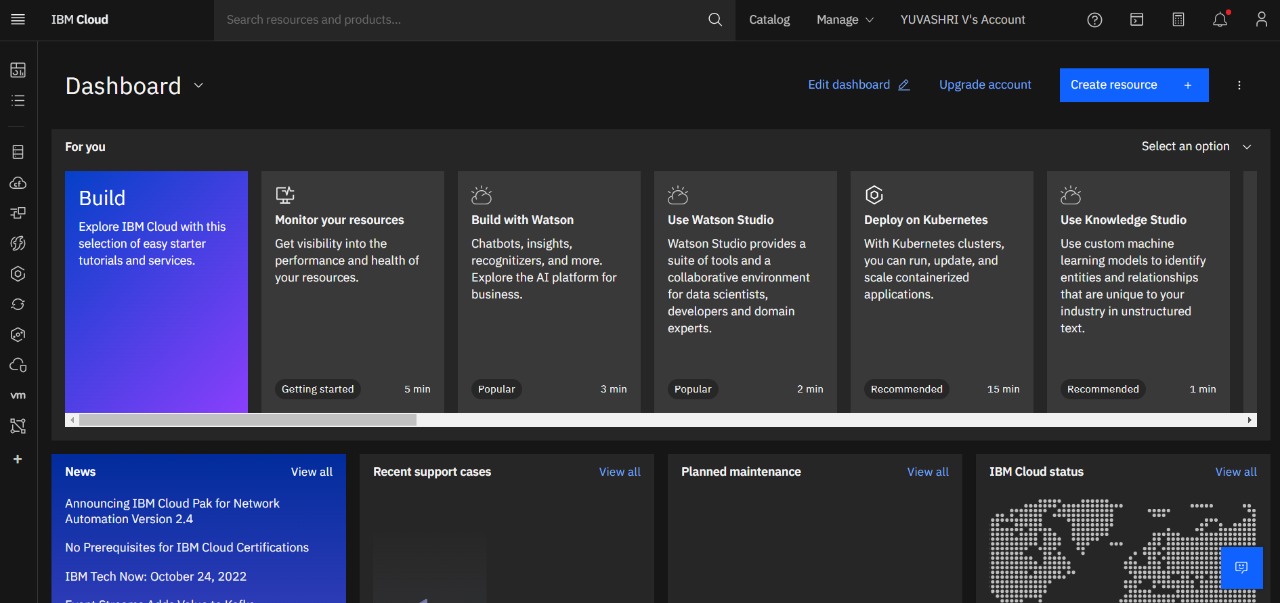 IBM Cloud
Search resources and products...
Catalog
Manage
YUVASHRI V's Account
Dashboard
Edit dashboard
Upgrade account
Create resource +
For you
Select an option
Build
Explore IBM Cloud with this
selection of easy starter
tutorials and services.
Monitor your resources
Get visibility into the
performance and health of
your resources.
Getting started
5 min
Build with Watson
Chatbots, insights,
recognizers, and more.
Explore the AI platform for
business.
Popular
3 min
Use Watson Studio
Watson Studio provides a
suite of tools and a
collaborative environment
for data scientists,
developers and domain
experts.
Popular
2 min
Deploy on Kubernetes
With Kubernetes clusters,
you can run, update, and
scale containerized
applications.
Recommended
15 min
Use Knowledge Studio
Use custom machine
learning models to identify
entities and relationships
that are unique to your
industry in unstructured
text.
Recommended
1 min
vm
News
View all
Announcing IBM Cloud Pak for Network
Automation Version 2.4
No Prerequisites for IBM Cloud Certifications
IBM Tech Now: October 24, 2022
Event Streams Adds Value to Kafka
Recent support cases
View all
Planned maintenance
View all
IBM Cloud status
View all